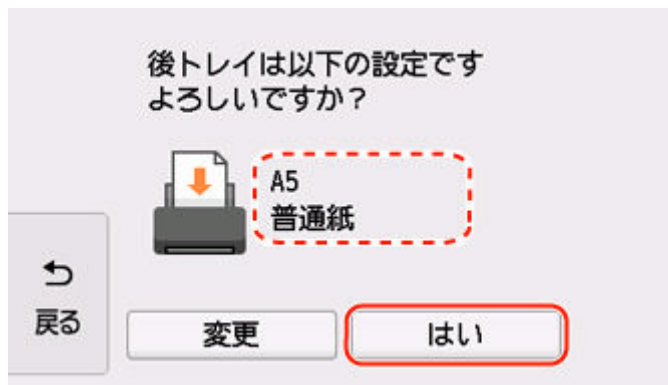 後トレイは以下の設定です
よろしいですか？
A5
普通紙
戻る
変更
はい